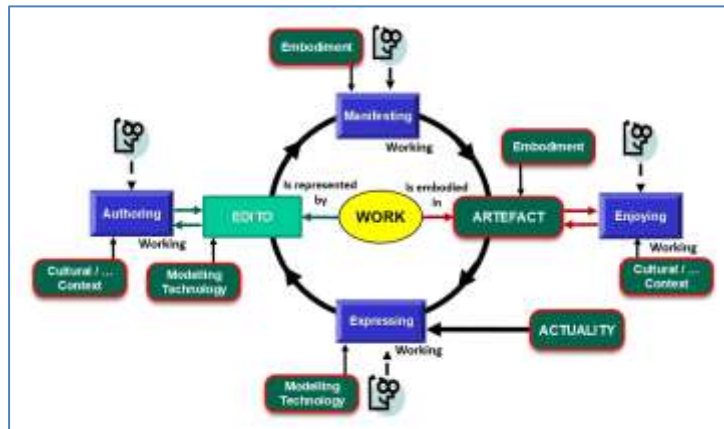 Embodiment
Manifesting
Working
Embodiment
Is represented
by
Is embodied
in
Authoring
EDITO
WORK
ARTEFACT
Enjoying
Working
Working
Cultural / ...
Context
Modelling
Technology
Cultural / ...
Context
Expressing
Working
ACTUALITY
Modelling
Technology